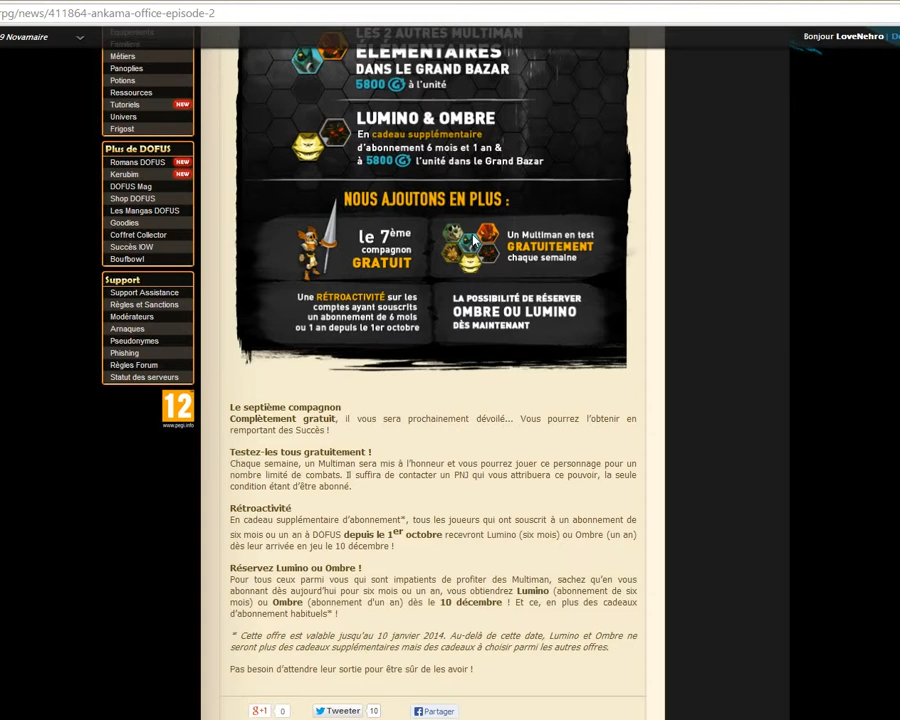 rpg/news/411864-ankama-office-episode-2
9 Novamaire
Bonjour LoveNehro
Équipements
Familiers
Métiers
Panoplies
Potions
Ressources
Tutoriels NEW
Univers
Frigost
Plus de DOFUS
Romans DOFUS NEW
Kerubim NEW
DOFUS Mag
Shop DOFUS
Les Mangas DOFUS
Goodies
Coffret Collector
Succès IOW
Boufbowl
Support
Support Assistance
Règles et Sanctions
Modérateurs
Arnaques
Pseudonymes
Phishing
Règles Forum
Statut des serveurs
12
www.pegi.info
LES 2 AUTRES MULTIMAN
ÉLÉMENTAIRES
DANS LE GRAND BAZAR
5800 à l'unité
LUMINO & OMBRE
En cadeau supplémentaire
d'abonnement 6 mois et 1 an &
à 5800 l'unité dans le Grand Bazar
NOUS AJOUTONS EN PLUS :
le 7ème
compagnon
GRATUIT
Un Multiman en test
GRATUITEMENT
chaque semaine
Une RÉTROACTIVITÉ sur les
comptes ayant souscrits
un abonnement de 6 mois
ou 1 an depuis le 1er octobre
LA POSSIBILITÉ DE RÉSERVER
OMBRE OU LUMINO
DÈS MAINTENANT
Le septième compagnon
Complètement gratuit, il vous sera prochainement dévoilé... Vous pourrez l'obtenir en
remportant des Succès !
Testez-les tous gratuitement !
Chaque semaine, un Multiman sera mis à l'honneur et vous pourrez jouer ce personnage pour un
nombre limité de combats. Il suffira de contacter un PNJ qui vous attribuera ce pouvoir, la seule
condition étant d'être abonné.
Rétroactivité
En cadeau supplémentaire d'abonnement*, tous les joueurs qui ont souscrit à un abonnement de
six mois ou un an à DOFUS depuis le 1er octobre recevront Lumino (six mois) ou Ombre (un an)
dès leur arrivée en jeu le 10 décembre !
Réservez Lumino ou Ombre !
Pour tous ceux parmi vous qui sont impatients de profiter des Multiman, sachez qu'en vous
abonnant dès aujourd'hui pour six mois ou un an, vous obtiendrez Lumino (abonnement de six
mois) ou Ombre (abonnement d'un an) dès le 10 décembre ! Et ce, en plus des cadeaux
d'abonnement habituels* !
* Cette offre est valable jusqu'au 10 janvier 2014. Au-delà de cette date, Lumino et Ombre ne
seront plus des cadeaux supplémentaires mais des cadeaux à choisir parmi les autres offres.
Pas besoin d'attendre leur sortie pour être sûr de les avoir !
g+1 0 Tweeter 10 Partager